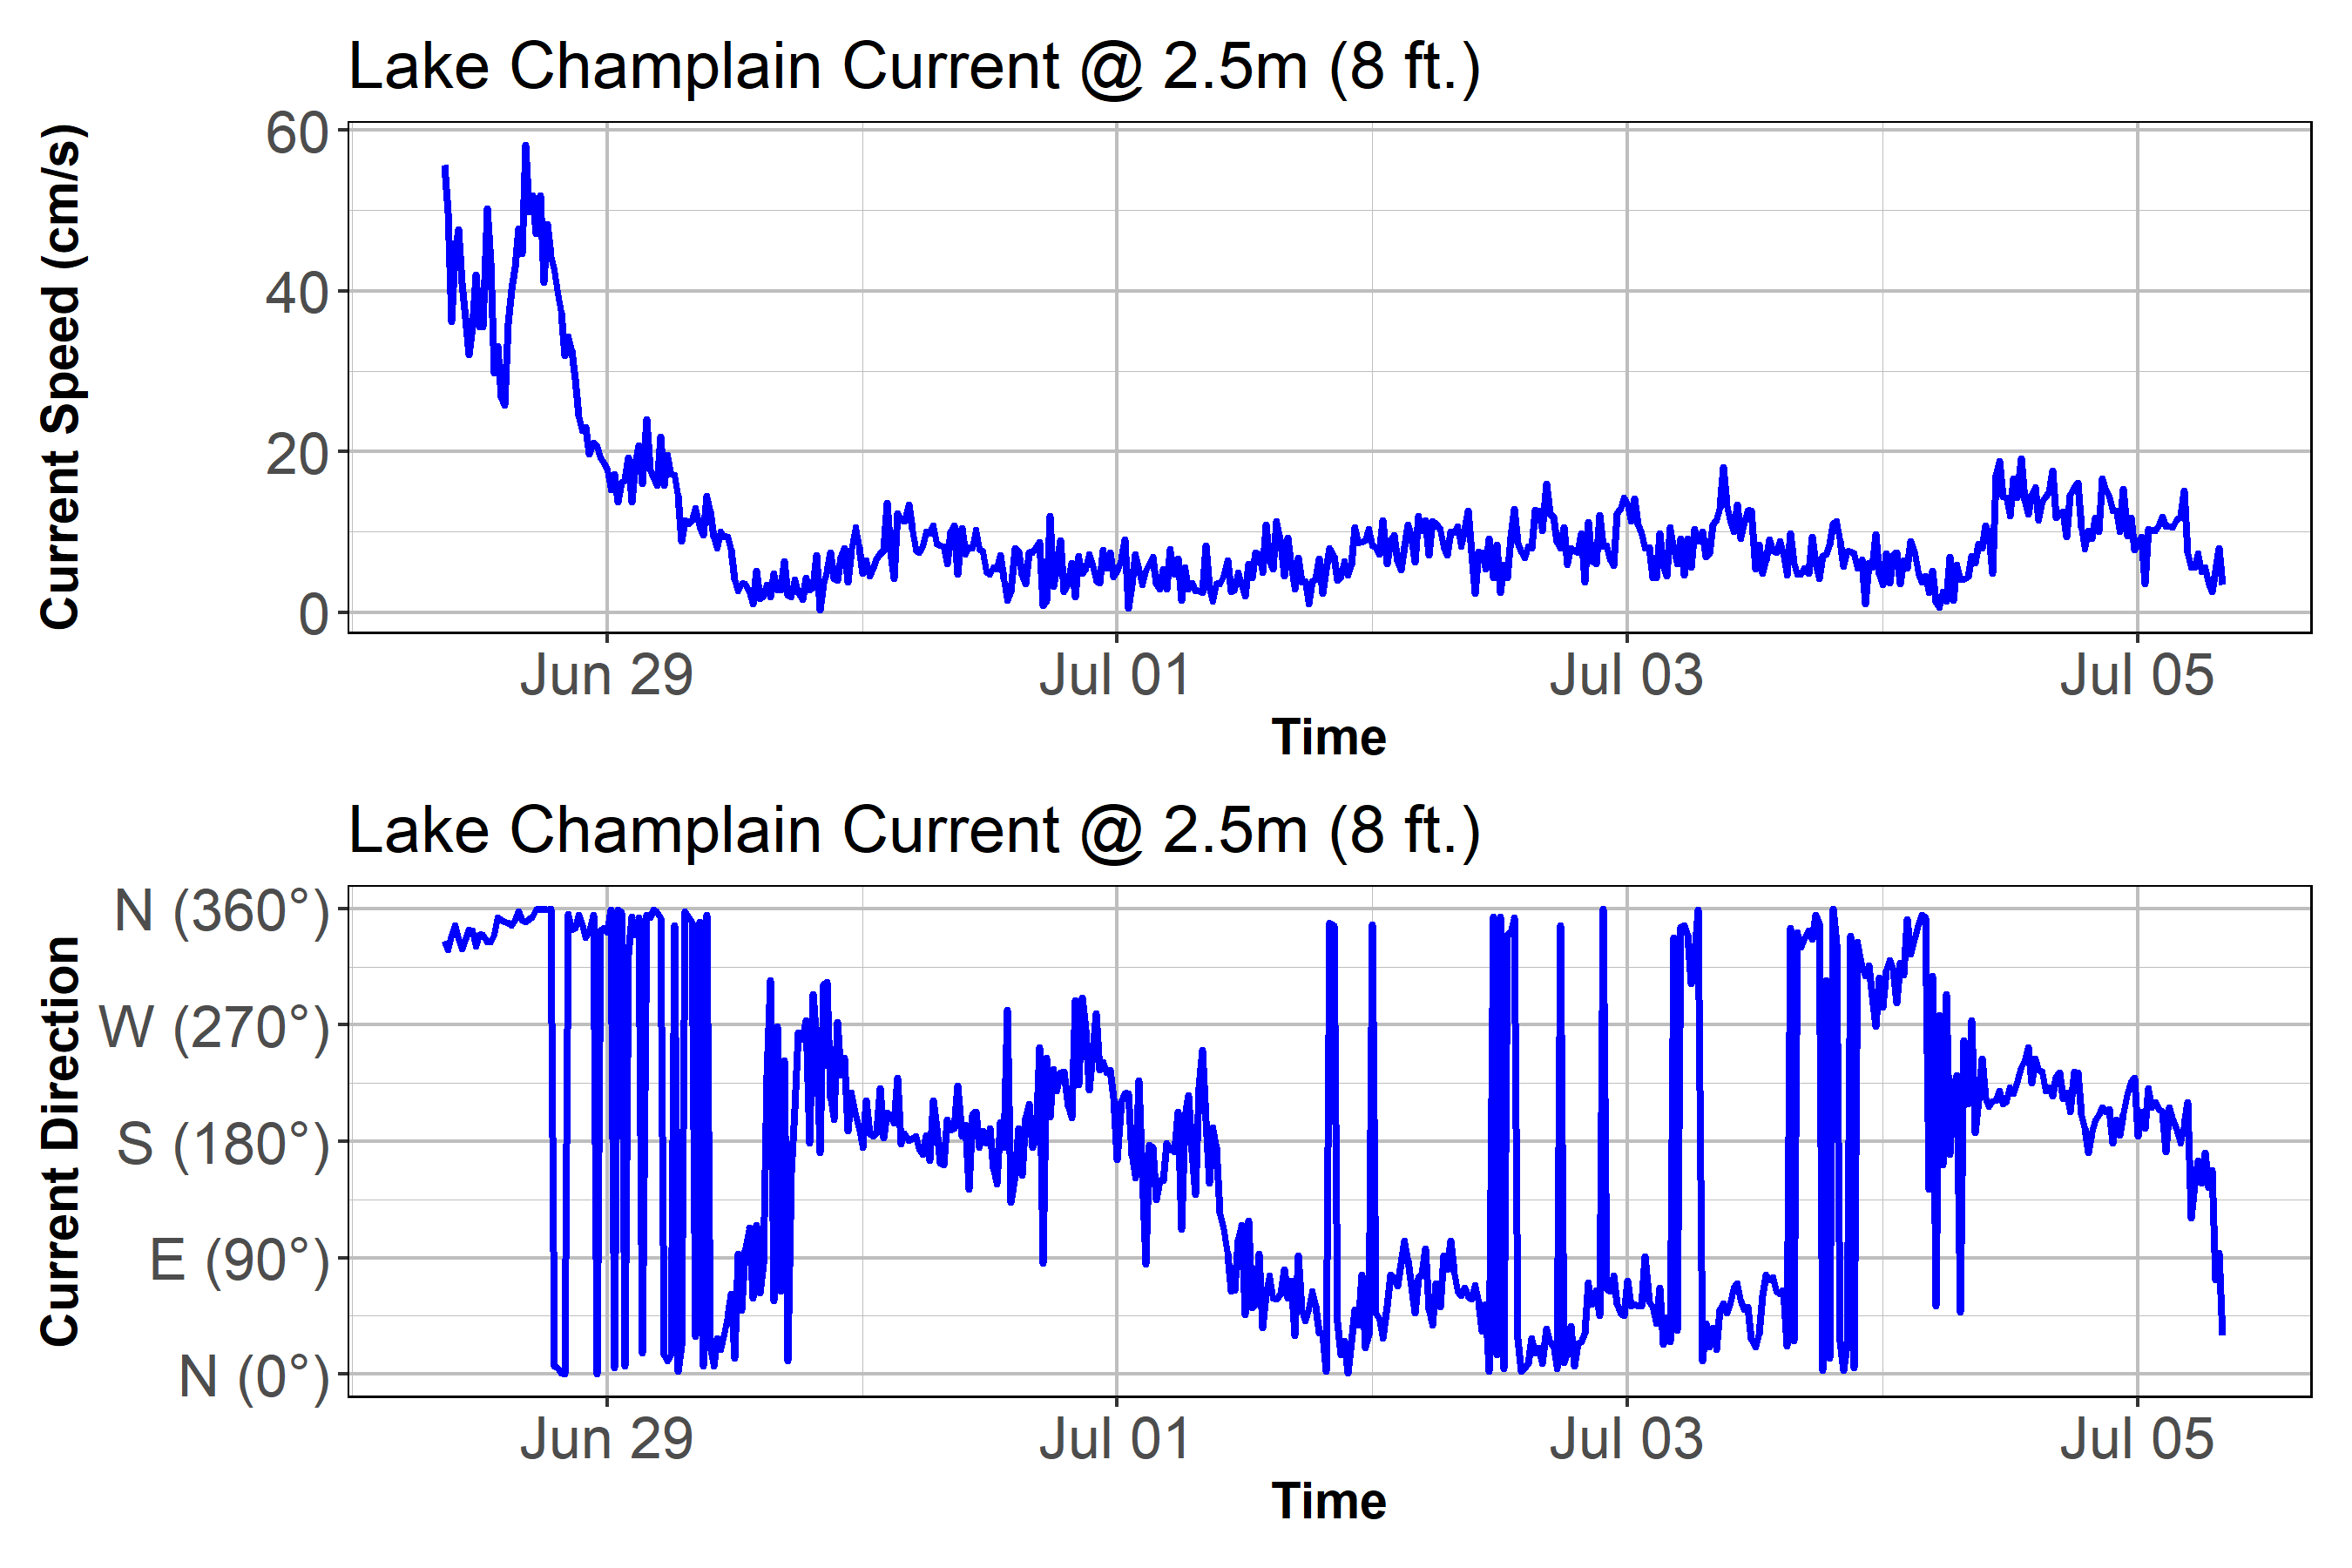 Lake Champlain Current @ 2.5m (8 ft.)
Current Speed (cm/s)
60
40
20
0
Jun 29 Jul 01 Jul 03 Jul 05
Time
Lake Champlain Current @ 2.5m (8 ft.)
Current Direction
N (360°)
W (270°)
S (180°)
E (90°)
N (0°)
Jun 29 Jul 01 Jul 03 Jul 05
Time